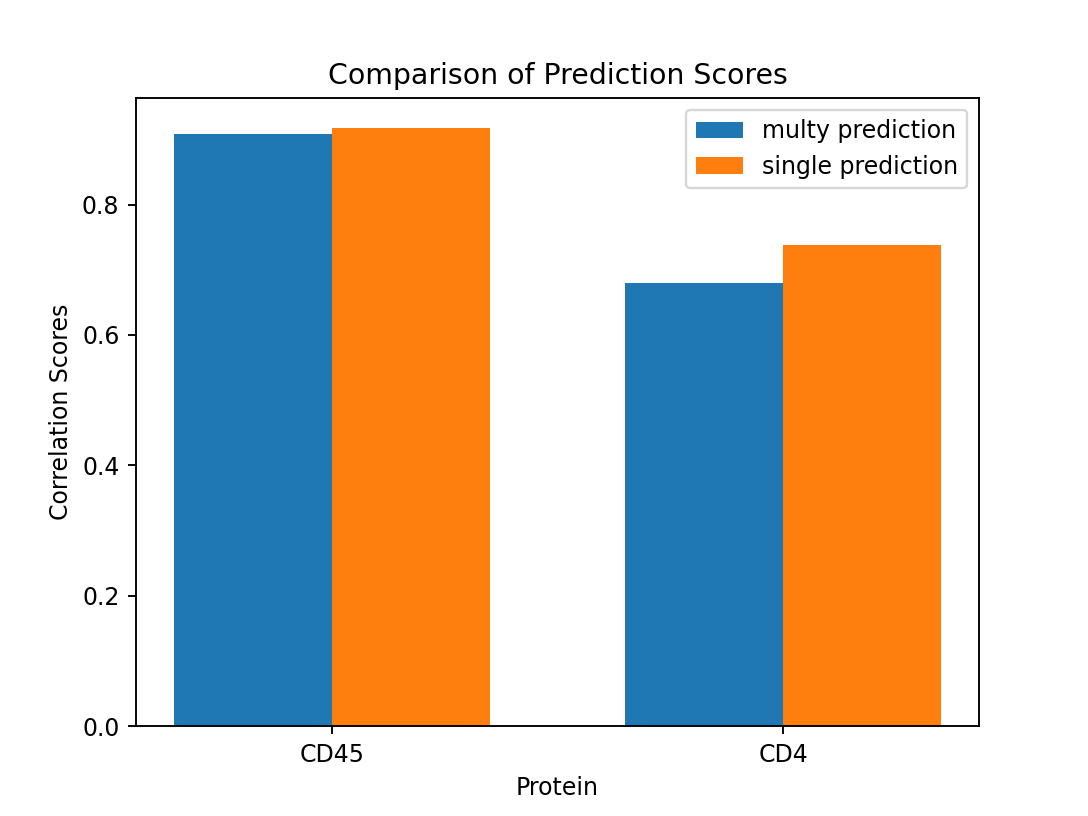 Comparison of Prediction Scores
multy prediction
single prediction
0.8
0.6
0.4
0.2
0.0
Correlation Scores
CD45
CD4
Protein